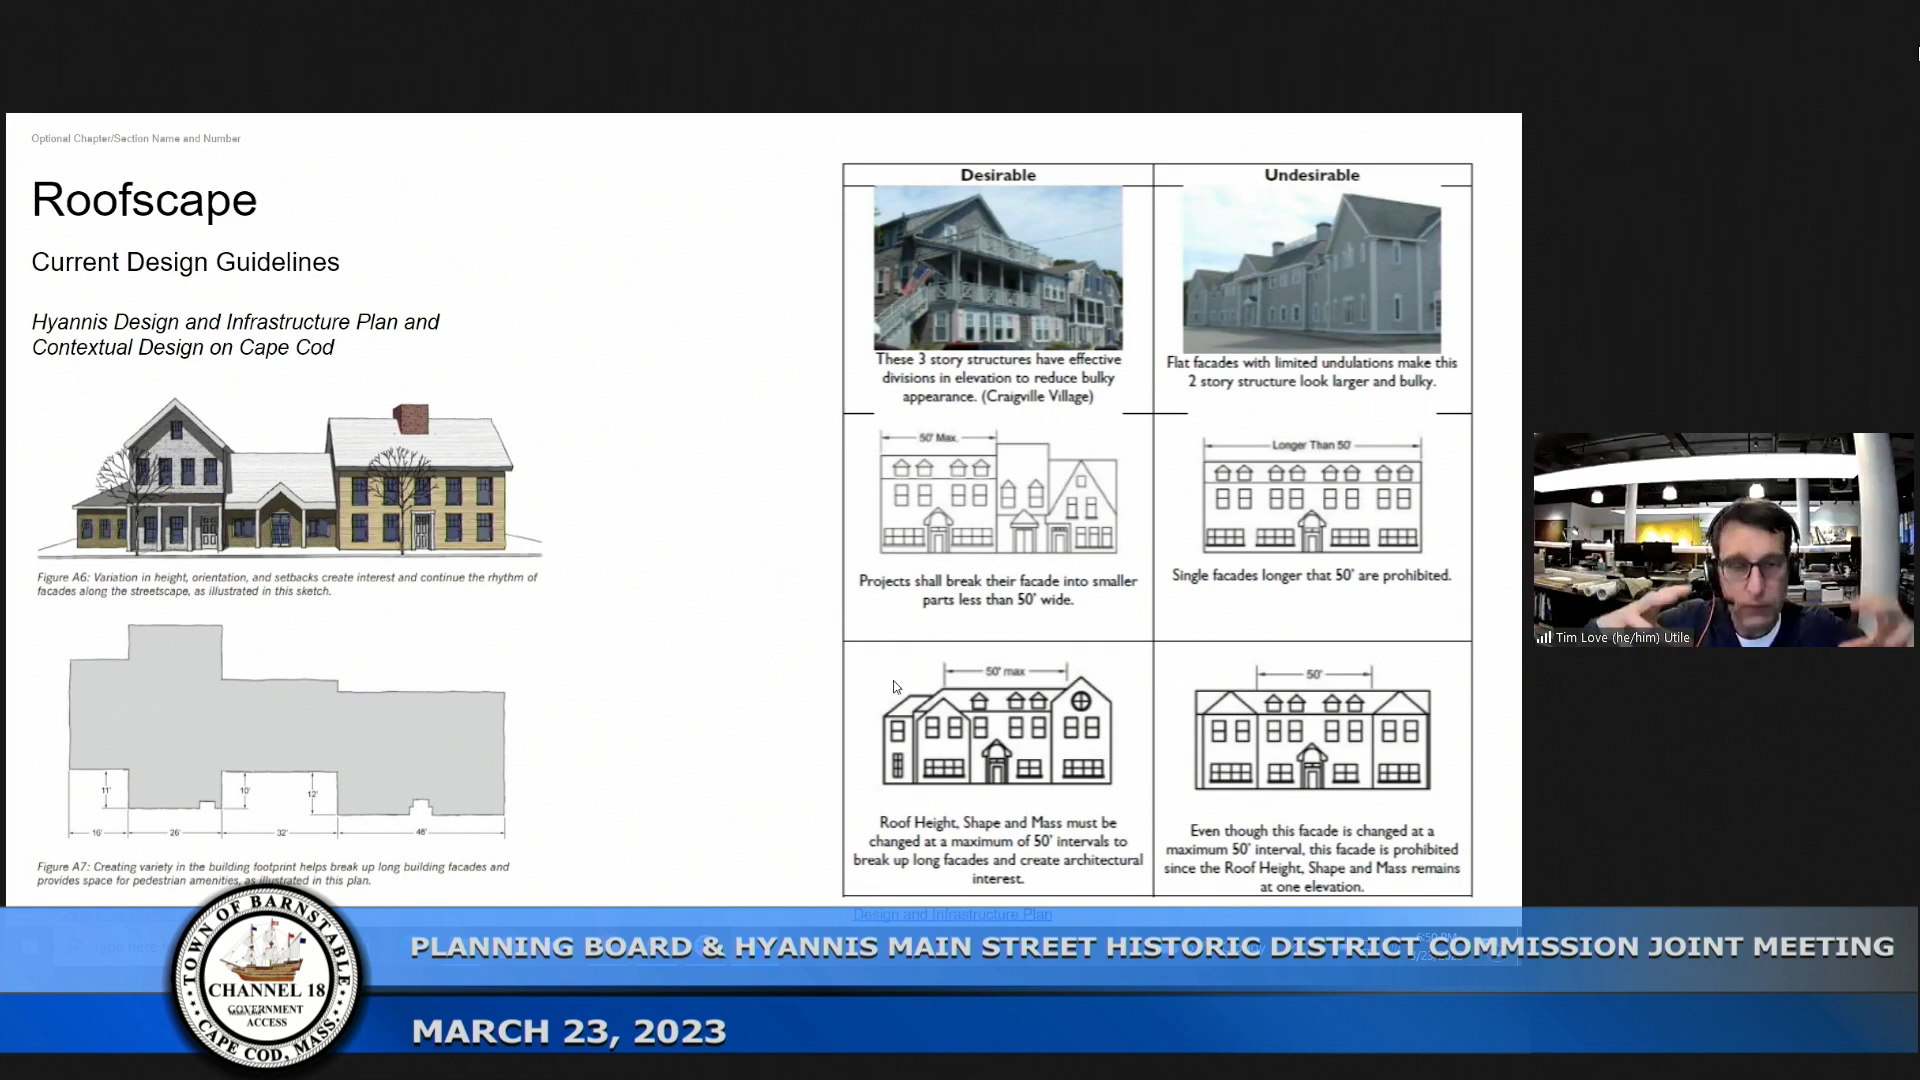 Optional Chapter/Section Name and Number
Roofscape
Current Design Guidelines
Hyannis Design and Infrastructure Plan and
Contextual Design on Cape Cod
Figure A6: Variation in height, orientation, and setbacks create interest and continue the rhythm of
facades along the streetscape, as illustrated in this sketch.
11'
10'
12'
16'
26'
32'
48'
Figure A7: Creating variety in the building footprint helps break up long building facades and
provides space for pedestrian amenities, as illustrated in this plan.
Desirable
Undesirable
These 3 story structures have effective
divisions in elevation to reduce bulky
appearance. (Craigville Village)
Flat facades with limited undulations make this
2 story structure look larger and bulky.
50' Max.
Longer Than 50'
Projects shall break their facade into smaller
parts less than 50' wide.
Single facades longer that 50' are prohibited.
50' max
50'
Roof Height, Shape and Mass must be
changed at a maximum of 50' intervals to
break up long facades and create architectural
interest.
Even though this facade is changed at a
maximum 50' interval, this facade is prohibited
since the Roof Height, Shape and Mass remains
at one elevation.
Design and Infrastructure Plan
Tim Love (he/him) Utile
TOWN OF BARNSTABLE
CHANNEL 18
GOVERNMENT
ACCESS
CAPE COD, MASS.
PLANNING BOARD & HYANNIS MAIN STREET HISTORIC DISTRICT COMMISSION JOINT MEETING
MARCH 23, 2023